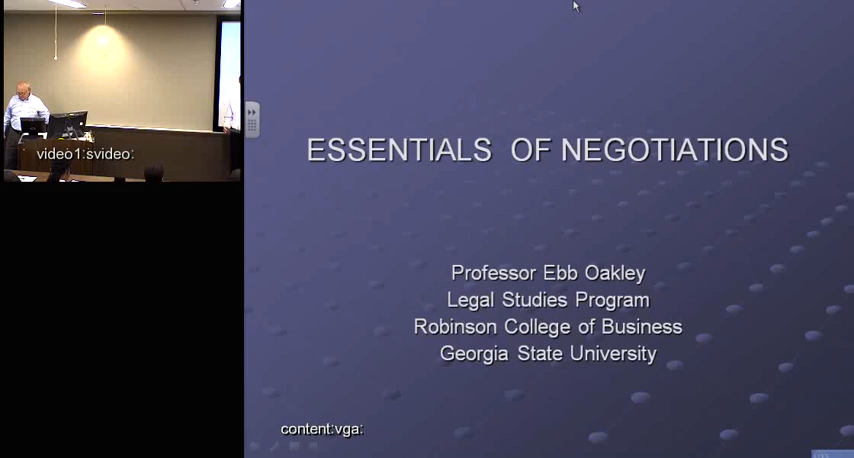 video1:svideo:
ESSENTIALS OF NEGOTIATIONS
Professor Ebb Oakley
Legal Studies Program
Robinson College of Business
Georgia State University
content:vga: